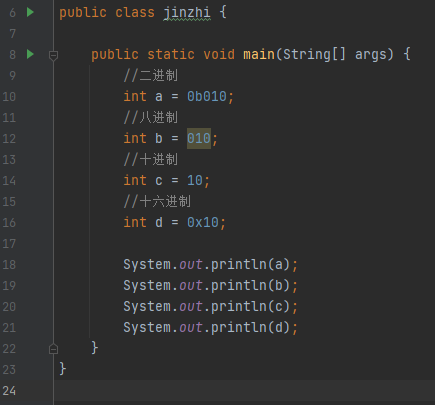 6 public class jinzhi {
7
8 public static void main(String[] args) {
9 //二进制
10 int a = 0b010;
11 //八进制
12 int b = 010;
13 //十进制
14 int c = 10;
15 //十六进制
16 int d = 0x10;
17
18 System.out.println(a);
19 System.out.println(b);
20 System.out.println(c);
21 System.out.println(d);
22 }
23 }
24